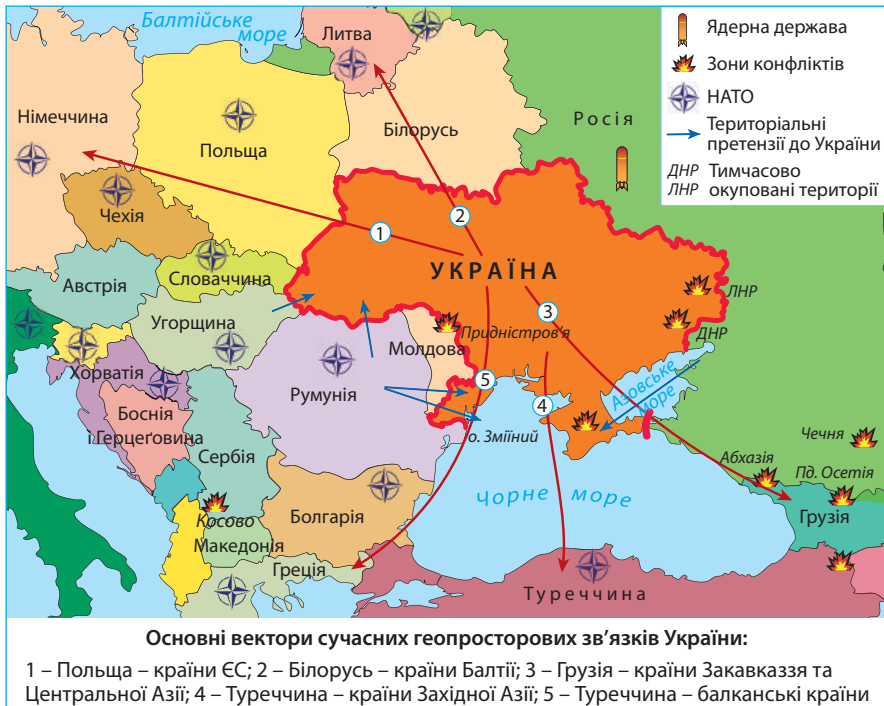 Балтійське
море
Литва
Німеччина
Польща
Білорусь
Росія
Ядерна держава
Зони конфліктів
НАТО
Територіальні
претензії до України
ДНР Тимчасово
ЛНР окуповані території
Чехія
1
2
Словаччина
УКРАЇНА
Австрія
Угорщина
3
ЛНР
Придністров'я
ДНР
Молдова
Хорватія
Румунія
5
4
Азовське
море
Боснія
і Герцеґовина
Сербія
о. Зміїний
Чечня
Абхазія
Пд. Осетія
Чорне море
Косово
Болгарія
Грузія
Македонія
Греція
Туреччина
Основні вектори сучасних геопросторових зв'язків України:
1 – Польща – країни ЄС; 2 – Білорусь – країни Балтії; 3 – Грузія – країни Закавказзя та
Центральної Азії; 4 – Туреччина – країни Західної Азії; 5 – Туреччина – балканські країни